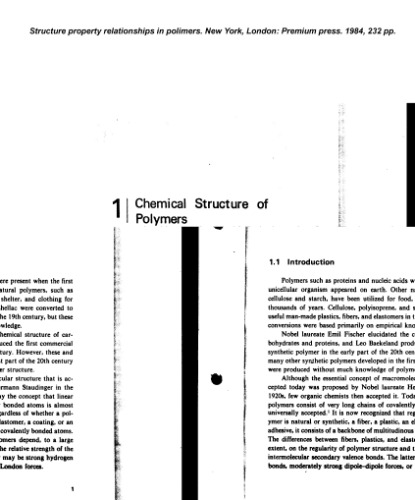 Structure property relationships in polimers. New York, London: Premium press. 1984, 232 pp.
1 Chemical Structure of
Polymers
1.1 Introduction
Polymers such as proteins and nucleic acids w
unicellular organism appeared on earth. Other n
cellulose and starch, have been utilized for food,
thousands of years. Cellulose, polyisoprene, and s
useful man-made plastics, fibers, and elastomers in t
conversions were based primarily on empirical kno
Nobel laureate Emil Fischer elucidated the c
bohydrates and proteins, and Leo Baekeland prod
synthetic polymer in the early part of the 20th cen
many other synthetic polymers developed in the firs
were produced without much knowledge of polym
Although the essential concept of macromolec
cepted today was proposed by Nobel laureate He
1920s, few organic chemists then accepted it. Toda
polymers consist of very long chains of covalently
universally accepted.¹ It is now recognized that reg
ymer is natural or synthetic, a fiber, a plastic, an el
adhesive, it consists of a backbone of multitudinous
The differences between fibers, plastics, and elasto
extent, on the regularity of polymer structure and t
intermolecular secondary valence bonds. The latter
bonds, moderately strong dipole–dipole forces, or
ere present when the first
atural polymers, such as
shelter, and clothing for
hellac were converted to
he 19th century, but these
wledge.
hemical structure of car-
uced the first commercial
tury. However, these and
t part of the 20th century
er structure.
cular structure that is ac-
ermann Staudinger in the
y the concept that linear
bonded atoms is almost
gardless of whether a pol-
lastomer, a coating, or an
covalently bonded atoms.
omers depend, to a large
he relative strength of the
may be strong hydrogen
London forces.
1